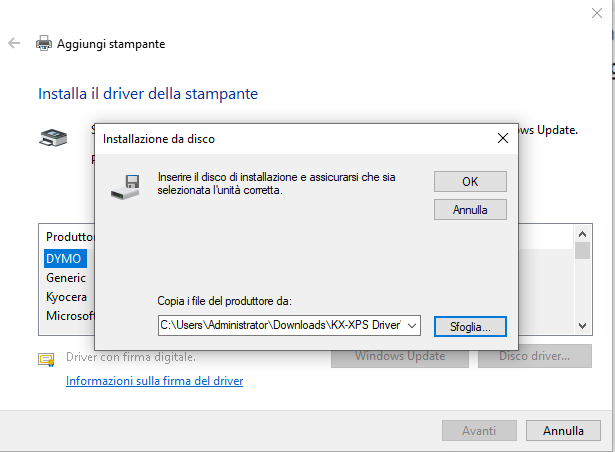 Aggiungi stampante
Installa il driver della stampante
ws Update.
Installazione da disco
Inserire il disco di installazione e assicurarsi che sia
selezionata l'unità corretta.
OK
Annulla
Produtto
DYMO
Generic
Kyocera
Microsoft
Copia i file del produttore da:
C:\Users\Administrator\Downloads\KX-XPS Driver\
Sfoglia...
Driver con firma digitale.
Windows Update
Disco driver...
Informazioni sulla firma del driver
Avanti
Annulla